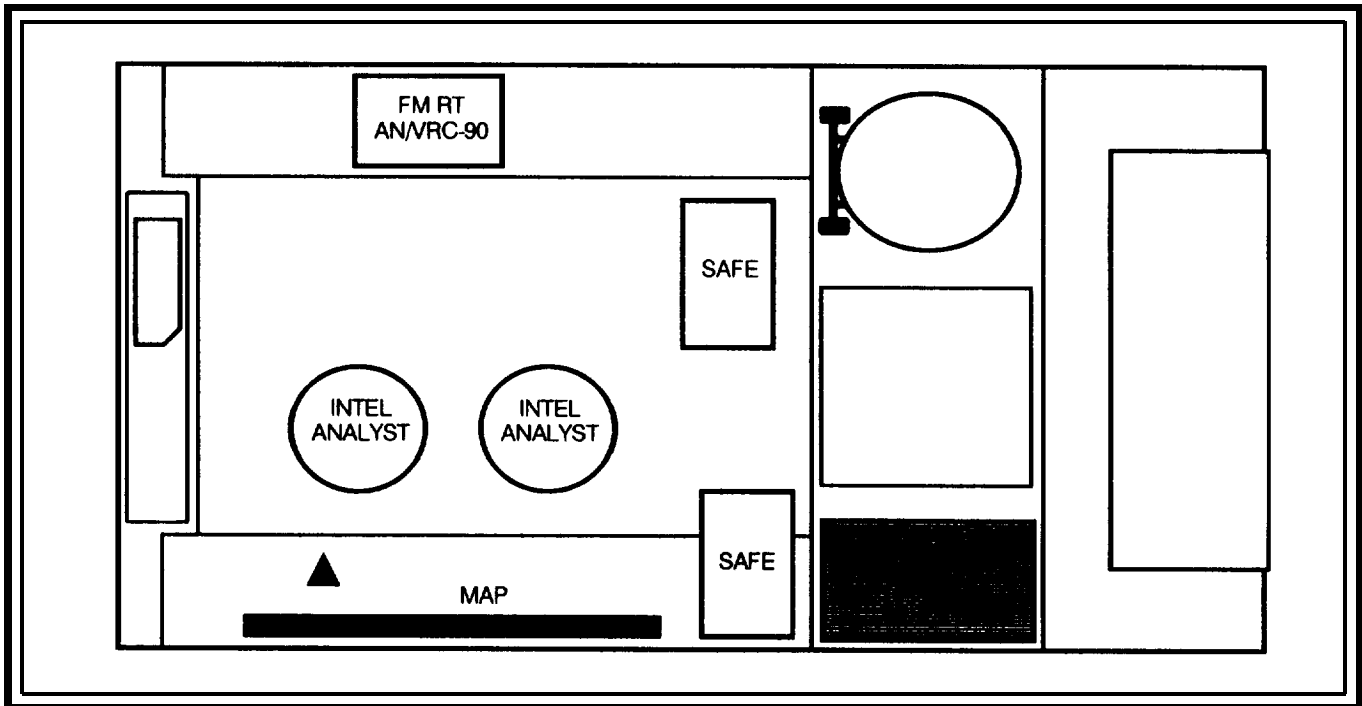 FM RT
AN/VRC-90
SAFE
INTEL
ANALYST
INTEL
ANALYST
SAFE
MAP